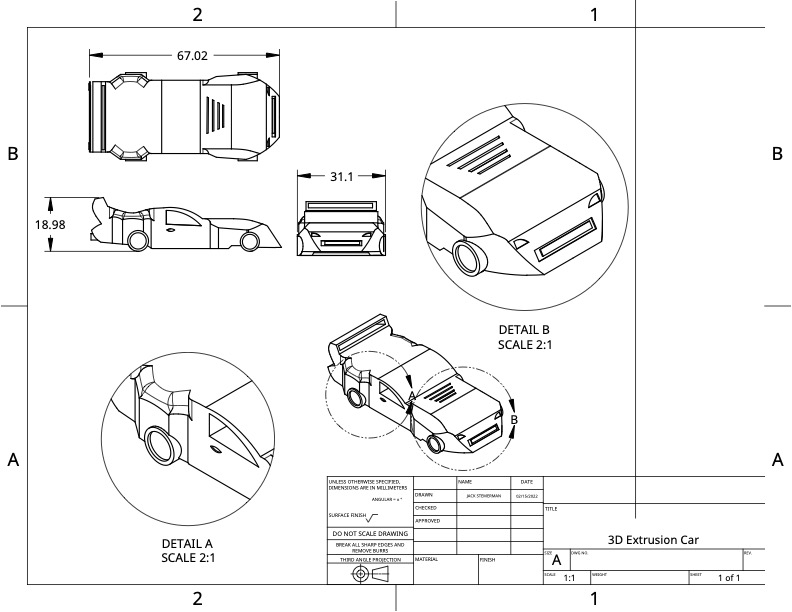 2 1
67.02
B B
31.1
18.98
DETAIL B
SCALE 2:1
A
B
A A
DETAIL A
SCALE 2:1
UNLESS OTHERWISE SPECIFIED,
DIMENSIONS ARE IN MILLIMETERS
ANGULAR = ± °
SURFACE FINISH
DO NOT SCALE DRAWING
BREAK ALL SHARP EDGES AND
REMOVE BURRS
THIRD ANGLE PROJECTION
NAME DATE
DRAWN JACK STEIERMAN 02/15/2022
CHECKED
APPROVED
MATERIAL FINISH
TITLE
3D Extrusion Car
SIZE A DWG NO. REV.
SCALE 1:1 WEIGHT SHEET 1 of 1
2 1